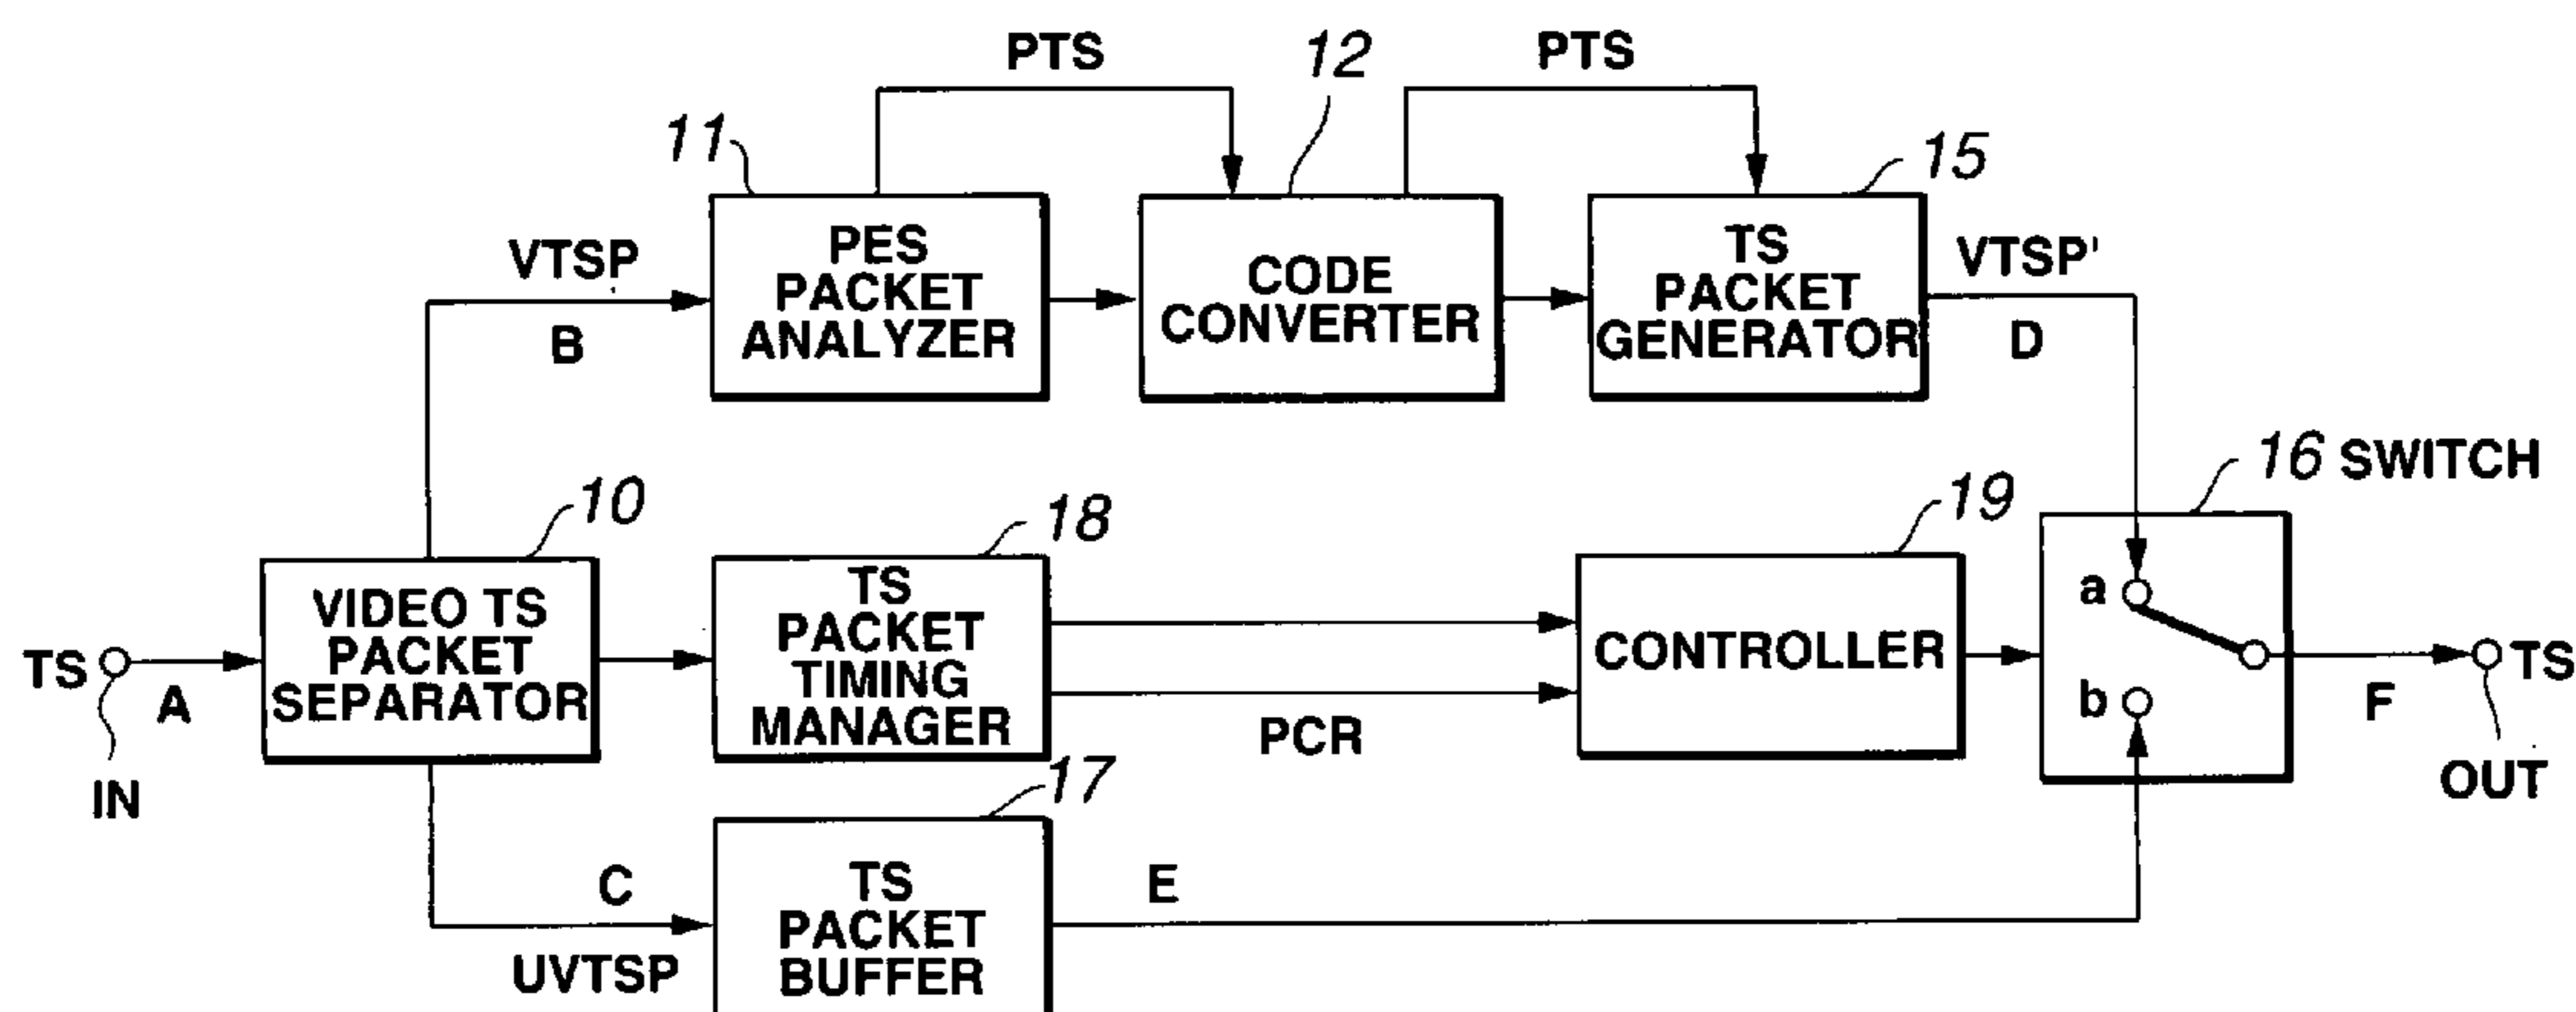 PTS
12
PTS
11
15
PES
PACKET
ANALYZER
CODE
CONVERTER
TS
PACKET
GENERATOR
VTSP
B
VTSP'
D
10
18
19
16 SWITCH
VIDEO TS
PACKET
SEPARATOR
TS
PACKET
TIMING
MANAGER
CONTROLLER
a
b
TS
A
IN
PCR
F
TS
OUT
17
C
UVTSP
TS
PACKET
BUFFER
E